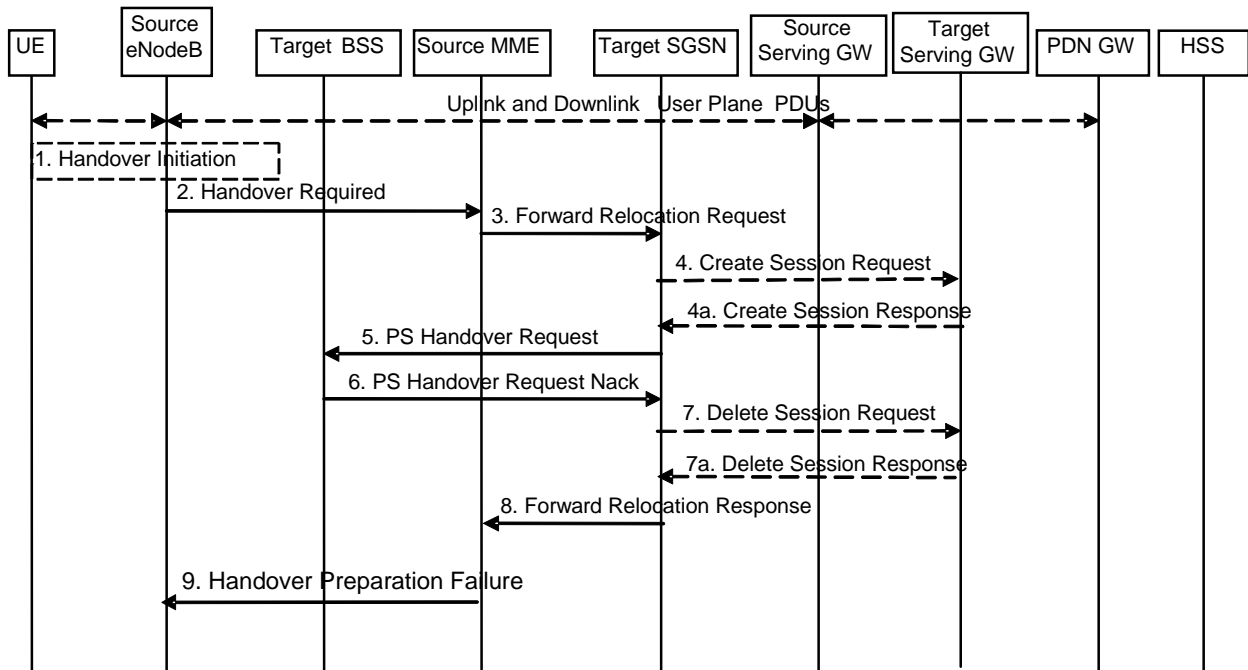 UE
Source
eNodeB
Target BSS
Source MME
Target SGSN
Source
Serving GW
Target
Serving GW
PDN GW
HSS
Uplink and Downlink User Plane PDUs
1. Handover Initiation
2. Handover Required
3. Forward Relocation Request
4. Create Session Request
4a. Create Session Response
5. PS Handover Request
6. PS Handover Request Nack
7. Delete Session Request
7a. Delete Session Response
8. Forward Relocation Response
9. Handover Preparation Failure